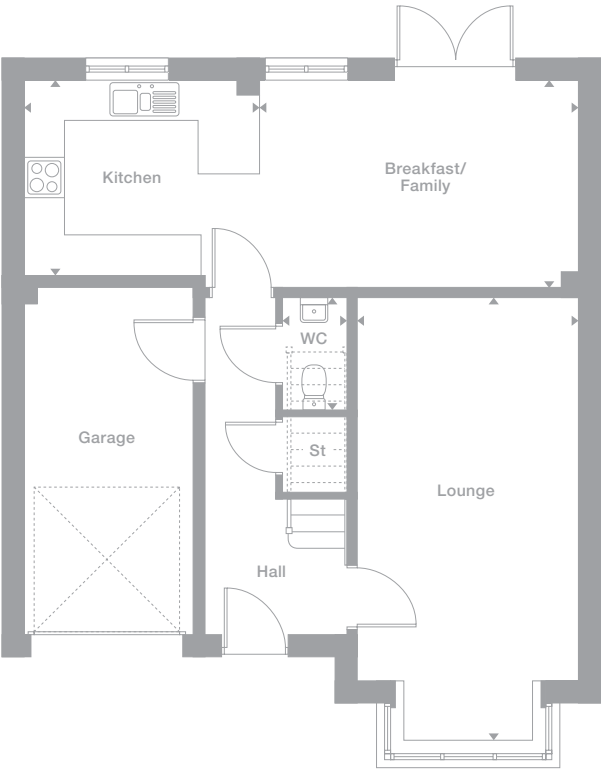 Kitchen
Breakfast/
Family
WC
Garage
St
Lounge
Hall